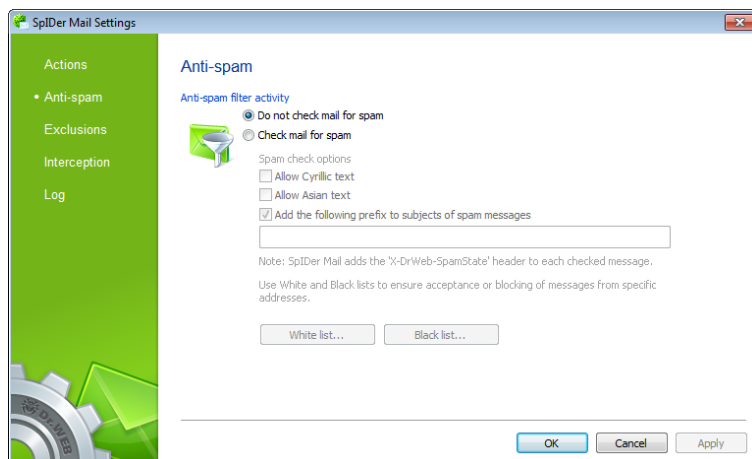 SpIDer Mail Settings
Actions
Anti-spam
Exclusions
Interception
Log
Anti-spam
Anti-spam filter activity
Do not check mail for spam
Check mail for spam
Spam check options
Allow Cyrillic text
Allow Asian text
Add the following prefix to subjects of spam messages
Note: SpIDer Mail adds the 'X-DrWeb-SpamState' header to each checked message.
Use White and Black lists to ensure acceptance or blocking of messages from specific
addresses.
White list...
Black list...
Dr.WEB
OK
Cancel
Apply